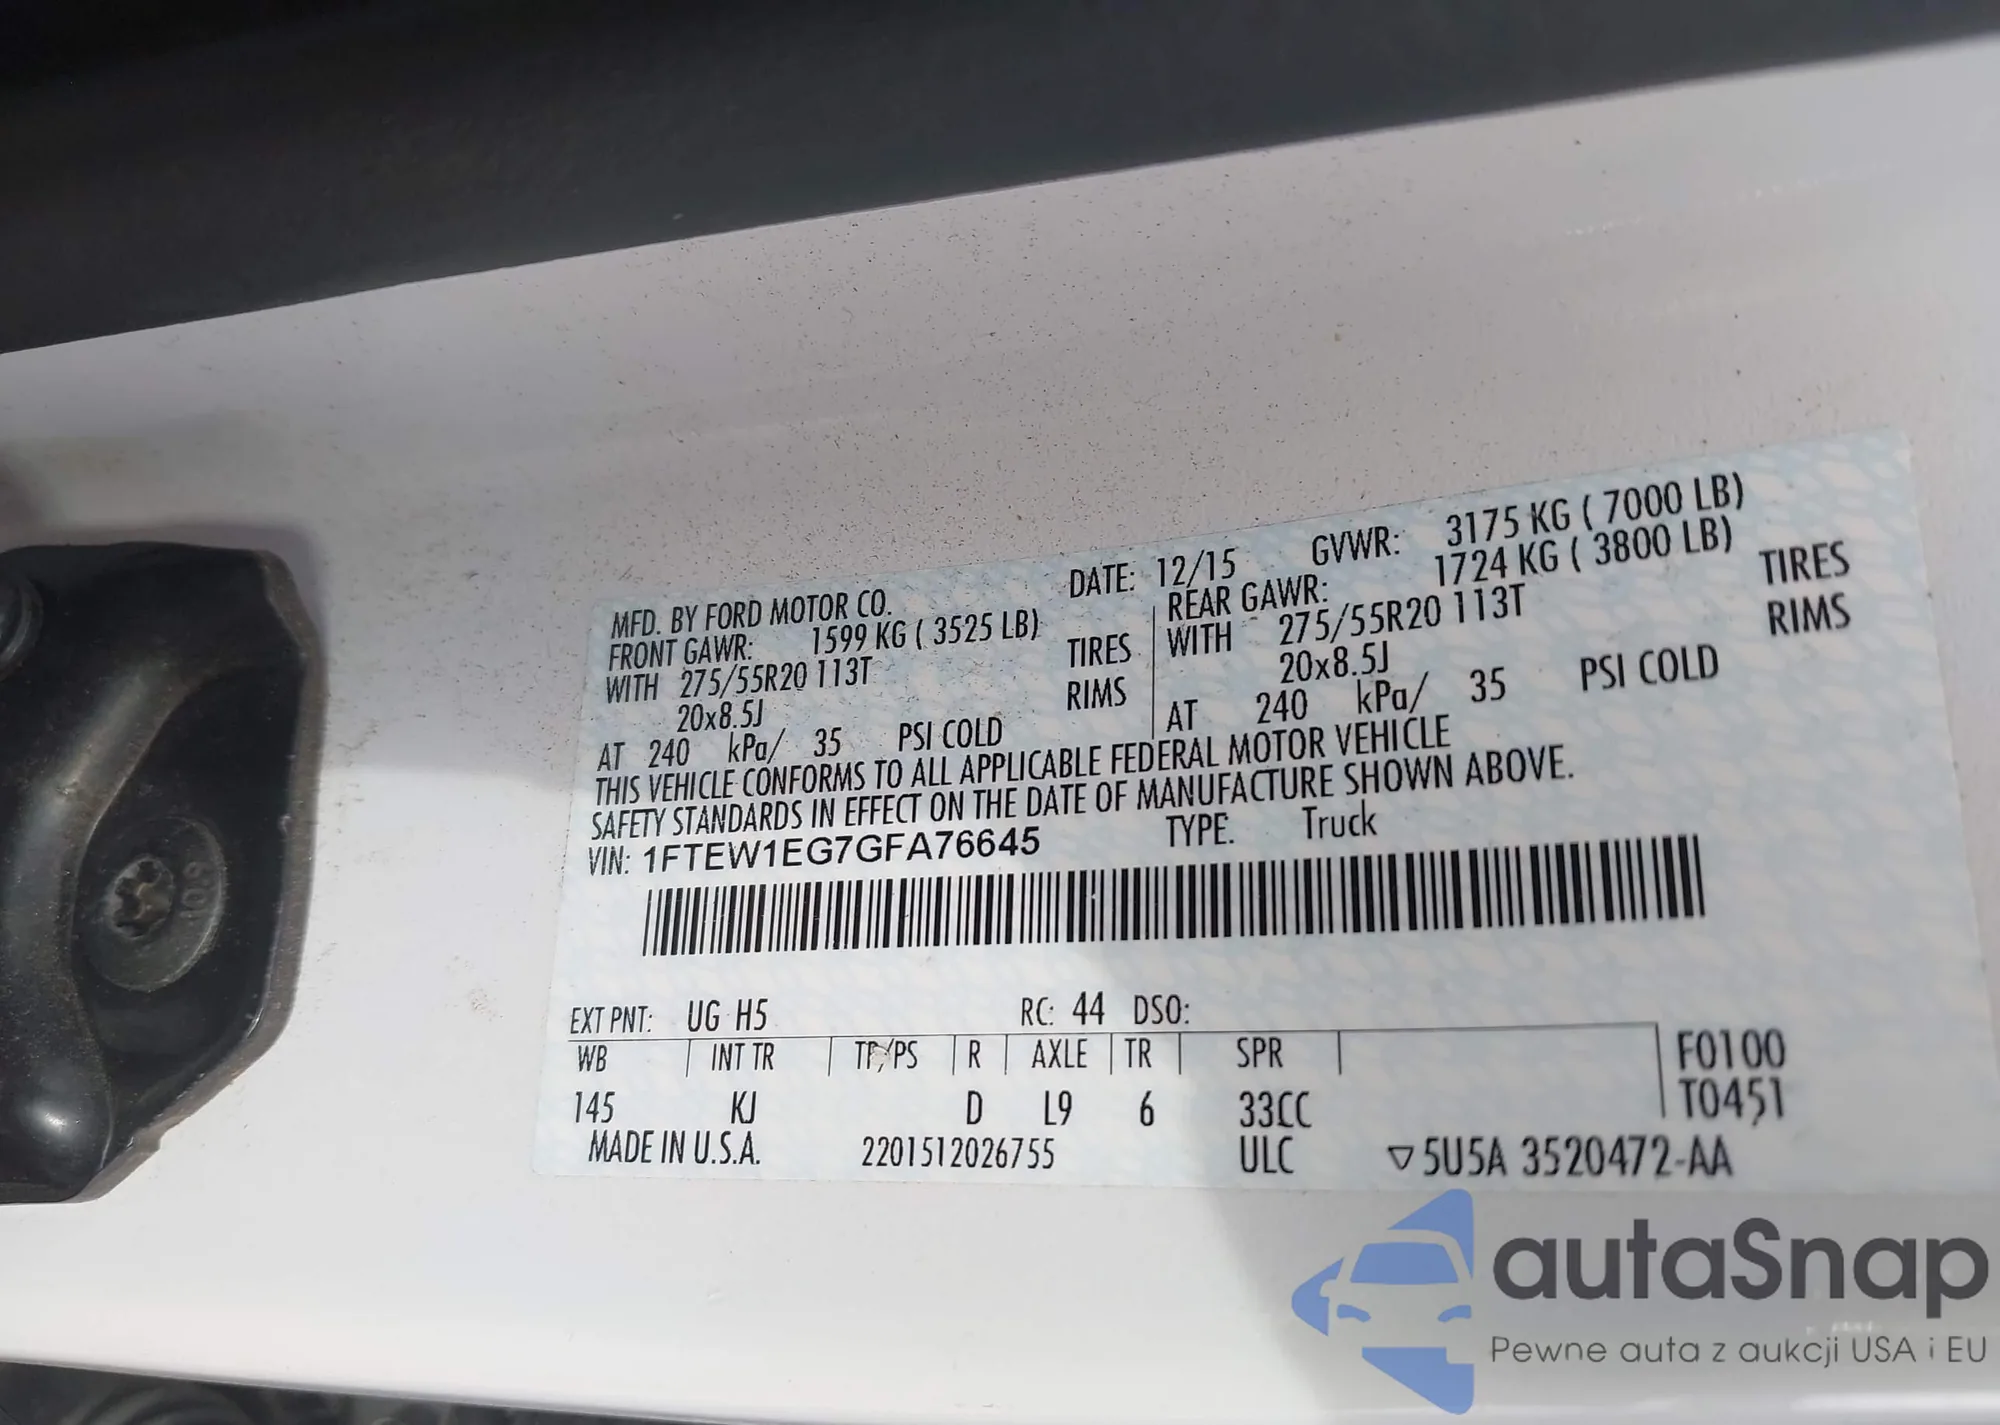 MFD. BY FORD MOTOR CO. DATE: 12/15 GVWR: 3175 KG ( 7000 LB)
FRONT GAWR: 1599 KG ( 3525 LB) REAR GAWR: 1724 KG ( 3800 LB)
WITH 275/55R20 113T TIRES WITH 275/55R20 113T TIRES
20x8.5J RIMS 20x8.5J RIMS
AT 240 kPa/ 35 PSI COLD AT 240 kPa/ 35 PSI COLD
THIS VEHICLE CONFORMS TO ALL APPLICABLE FEDERAL MOTOR VEHICLE
SAFETY STANDARDS IN EFFECT ON THE DATE OF MANUFACTURE SHOWN ABOVE.
VIN: 1FTEW1EG7GFA76645 TYPE: Truck
EXT PNT: UG H5 RC: 44 DSO:
WB INT TR TP/PS R AXLE TR SPR F0100
145 KJ D L9 6 33CC T0451
MADE IN U.S.A. 2201512026755 ULC ▽5U5A 3520472-AA
10.9
autaSnap
Pewne auta z aukcji USA i EU